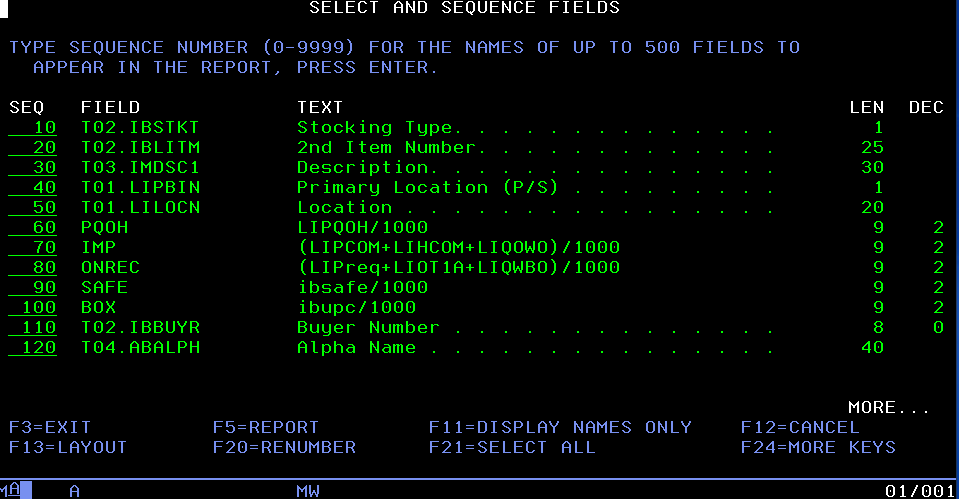 SELECT AND SEQUENCE FIELDS
TYPE SEQUENCE NUMBER (0-9999) FOR THE NAMES OF UP TO 500 FIELDS TO
APPEAR IN THE REPORT, PRESS ENTER.
SEQ FIELD TEXT LEN DEC
10 T02.IBSTKT Stocking Type. . . . . . . . . . . . . . 1
20 T02.IBLITM 2nd Item Number. . . . . . . . . . . . . 25
30 T03.IMDSC1 Description. . . . . . . . . . . . . . . 30
40 T01.LIPBIN Primary Location (P/S) . . . . . . . . . 1
50 T01.LILOCN Location . . . . . . . . . . . . . . . . 20
60 PQOH LIPQOH/1000 9 2
70 IMP (LIPCOM+LIHCOM+LIQOWO)/1000 9 2
80 ONREC (LIPreq+LIOT1A+LIQWBO)/1000 9 2
90 SAFE ibsafe/1000 9 2
100 BOX ibupc/1000 9 2
110 T02.IBBUYR Buyer Number . . . . . . . . . . . . . . 8 0
120 T04.ABALPH Alpha Name . . . . . . . . . . . . . . . 40
MORE...
F3=EXIT F5=REPORT F11=DISPLAY NAMES ONLY F12=CANCEL
F13=LAYOUT F20=RENUMBER F21=SELECT ALL F24=MORE KEYS
MA A MW 01/001